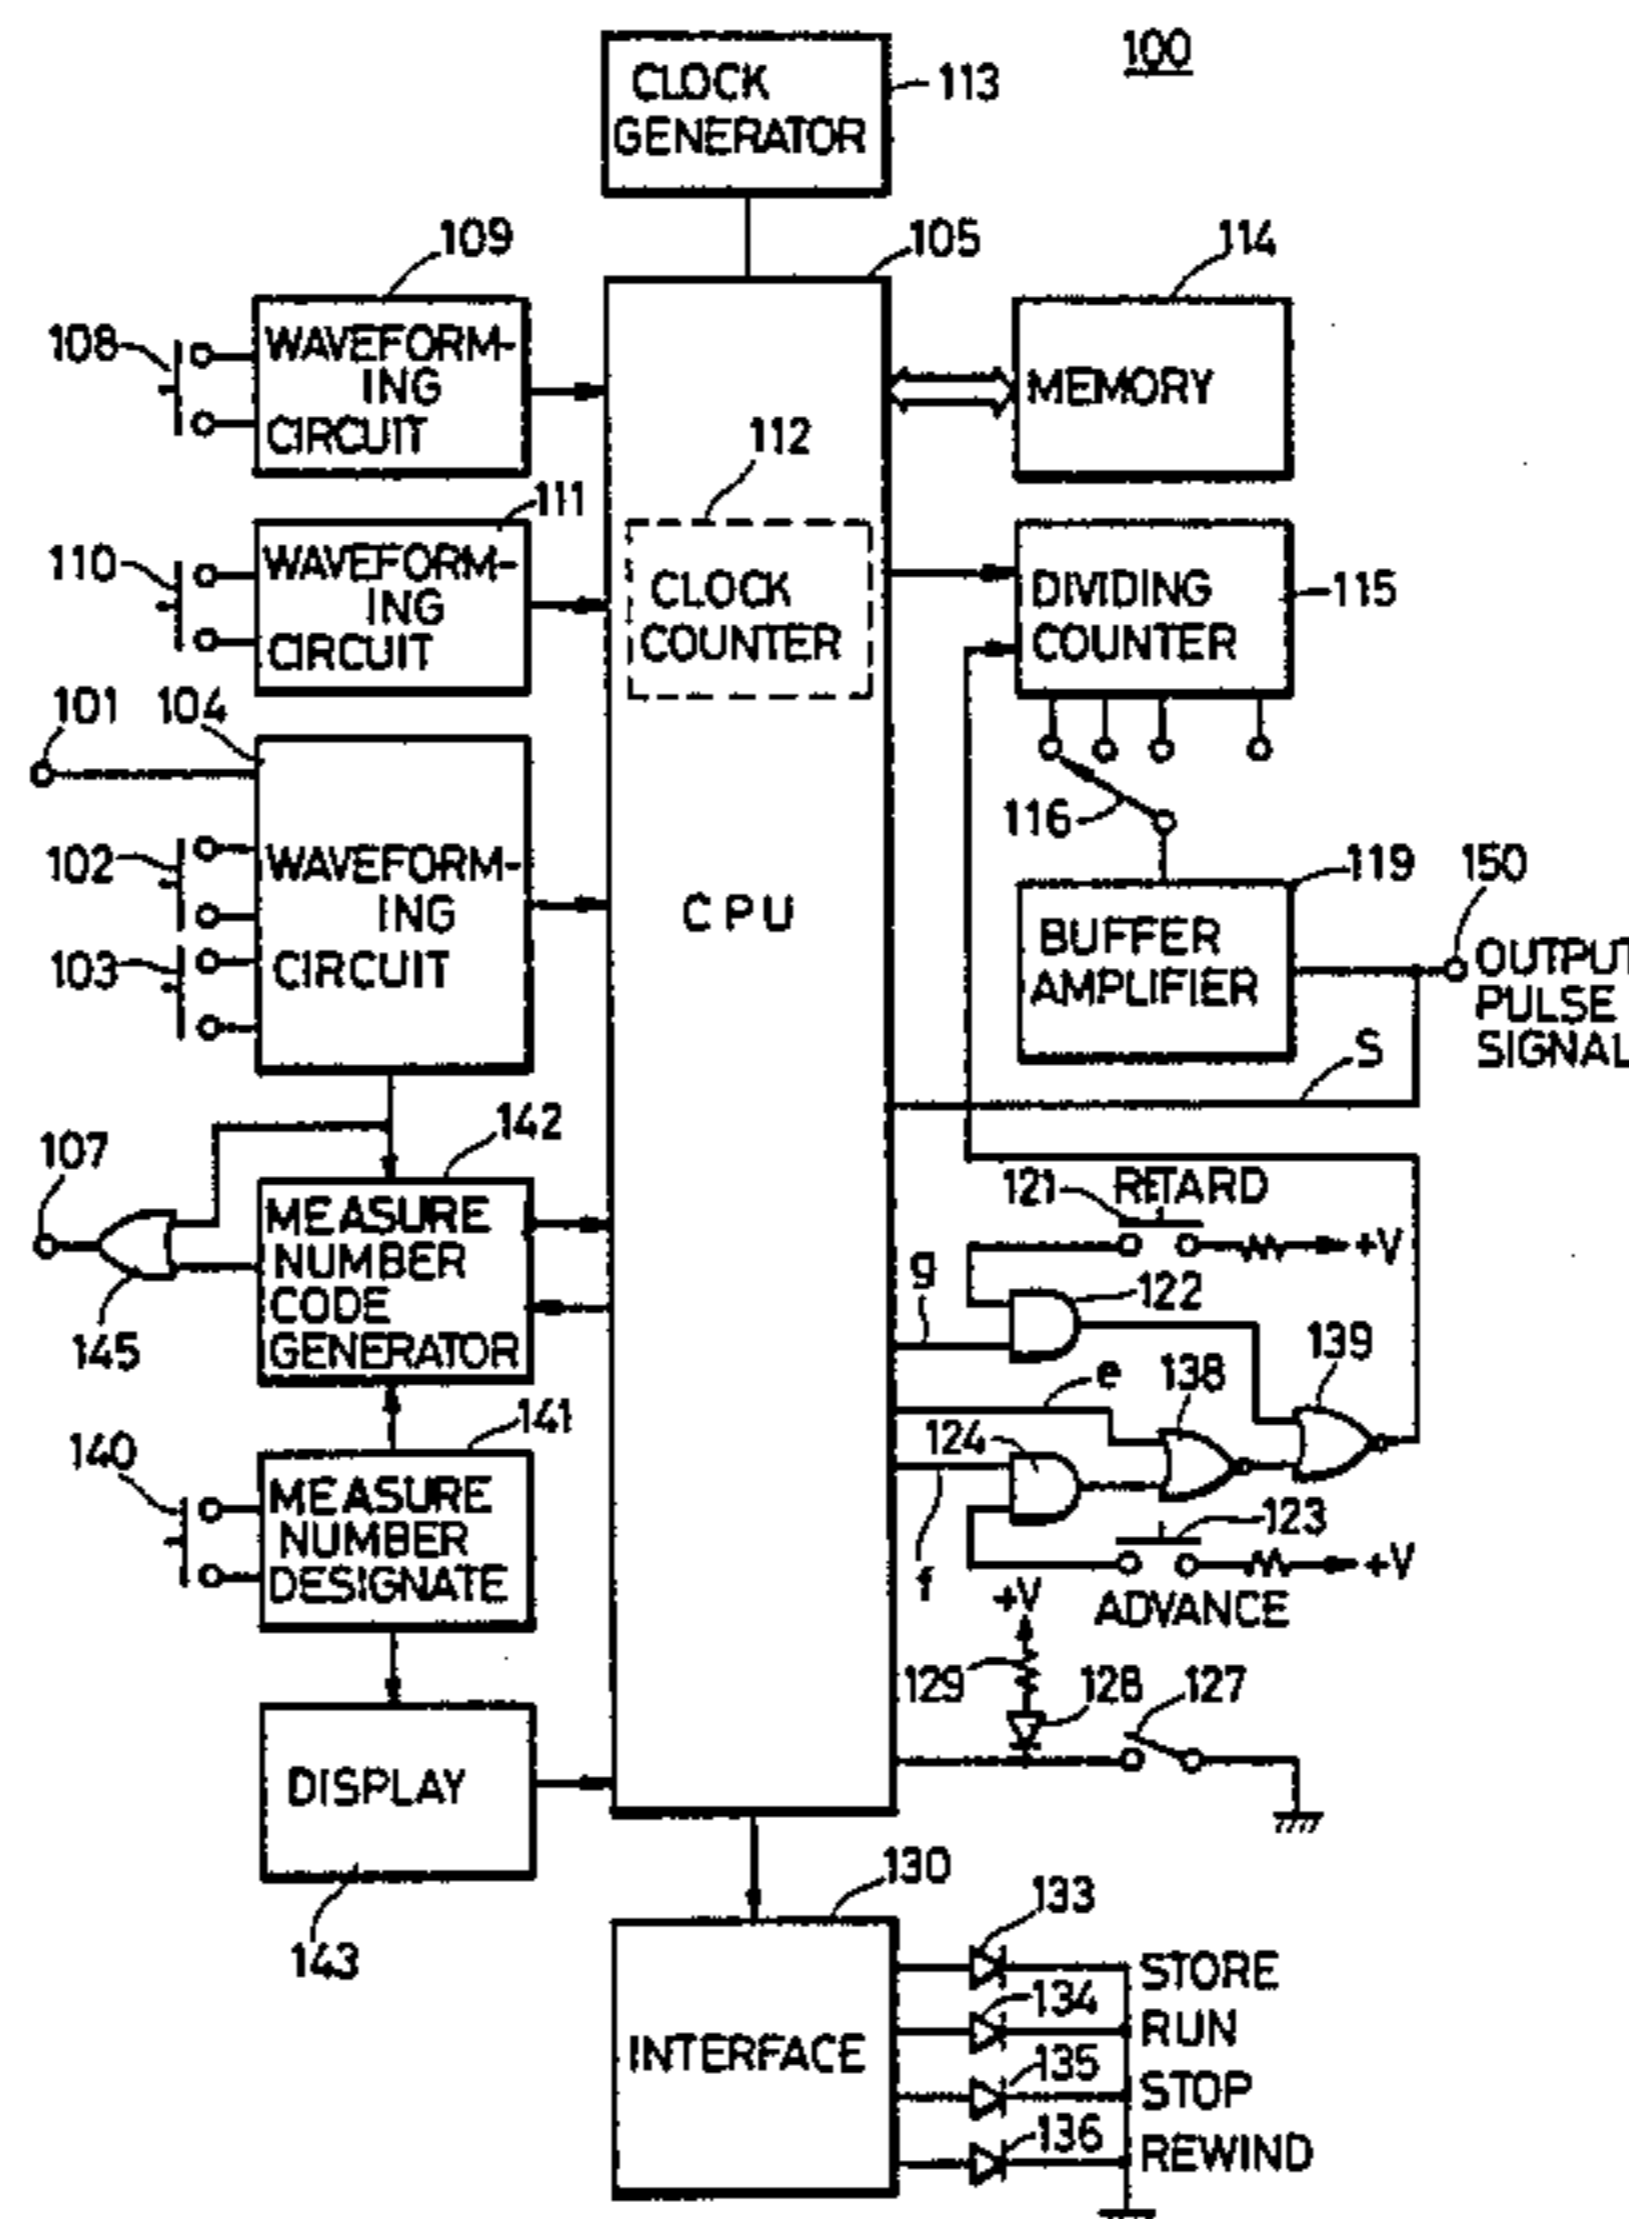 100
CLOCK
GENERATOR
113
109
105
114
108
WAVEFORM-
ING
CIRCUIT
MEMORY
112
111
110
WAVEFORM-
ING
CIRCUIT
CLOCK
COUNTER
DIVIDING
COUNTER
115
101
104
116
102
WAVEFORM-
ING
CIRCUIT
103
CPU
119
150
BUFFER
AMPLIFIER
OUTPUT
PULSE
SIGNAL
S
107
142
145
MEASURE
NUMBER
CODE
GENERATOR
121
RETARD
+V
g
122
139
e
138
124
141
140
MEASURE
NUMBER
DESIGNATE
f
123
+V
ADVANCE
+V
129
128
127
DISPLAY
143
130
INTERFACE
133
STORE
134
RUN
135
STOP
136
REWIND